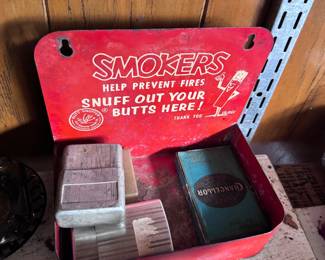 SMOKERS
HELP PREVENT FIRES
SNUFF OUT YOUR
BUTTS HERE!
THANK YOU
CHANCELLOR